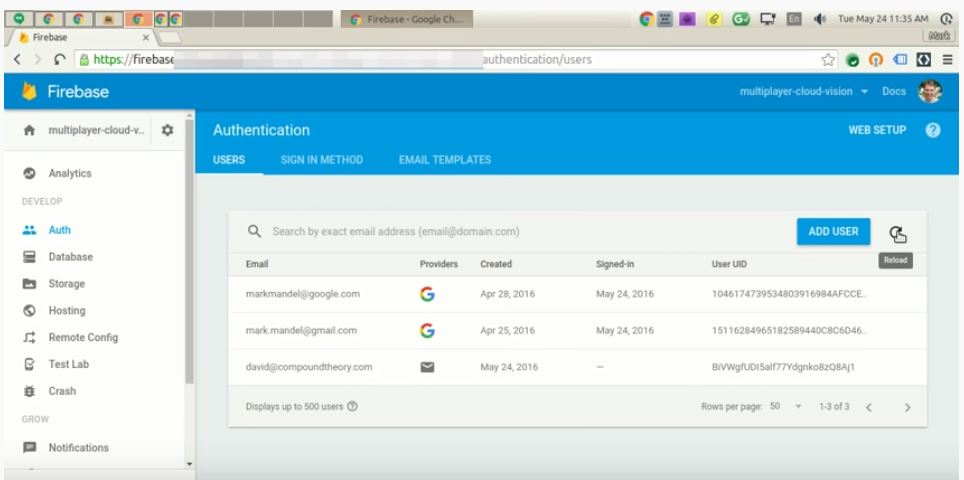 Firebase - Google Ch...
En
Tue May 24 11:35 AM
Firebase
Mark
https://firebase
authentication/users
Firebase
multiplayer-cloud-vision
Docs
multiplayer-cloud-v..
Authentication
WEB SETUP
USERS
SIGN IN METHOD
EMAIL TEMPLATES
Analytics
DEVELOP
Auth
Database
Storage
Hosting
Remote Config
Test Lab
Crash
GROW
Notifications
Search by exact email address (email@domain.com)
ADD USER
Reload
Email Providers Created Signed-in User UID
markmandel@google.com Apr 28, 2016 May 24, 2016 104617473953480391698​4AFCCE..
mark.mandel@gmail.com Apr 25, 2016 May 24, 2016 15116284965182589440C8C6D46..
david@compoundtheory.com May 24, 2016 — BiVWgfUDI5alf77Ydgnko8zQ8Aj1
Displays up to 500 users
Rows per page: 50 1-3 of 3